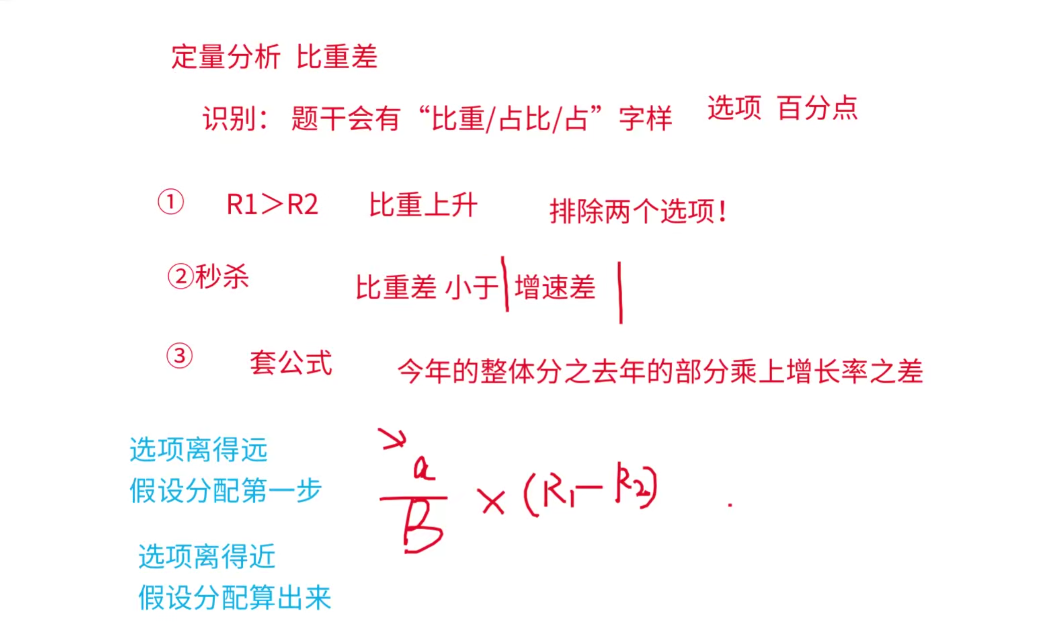 定量分析 比重差
识别： 题干会有“比重/占比/占”字样 选项 百分点
① R1＞R2 比重上升 排除两个选项！
②秒杀 比重差 小于|增速差|
③ 套公式 今年的整体分之去年的部分乘上增长率之差
选项离得远
假设分配第一步
a/B × (R₁-R₂)
选项离得近
假设分配算出来